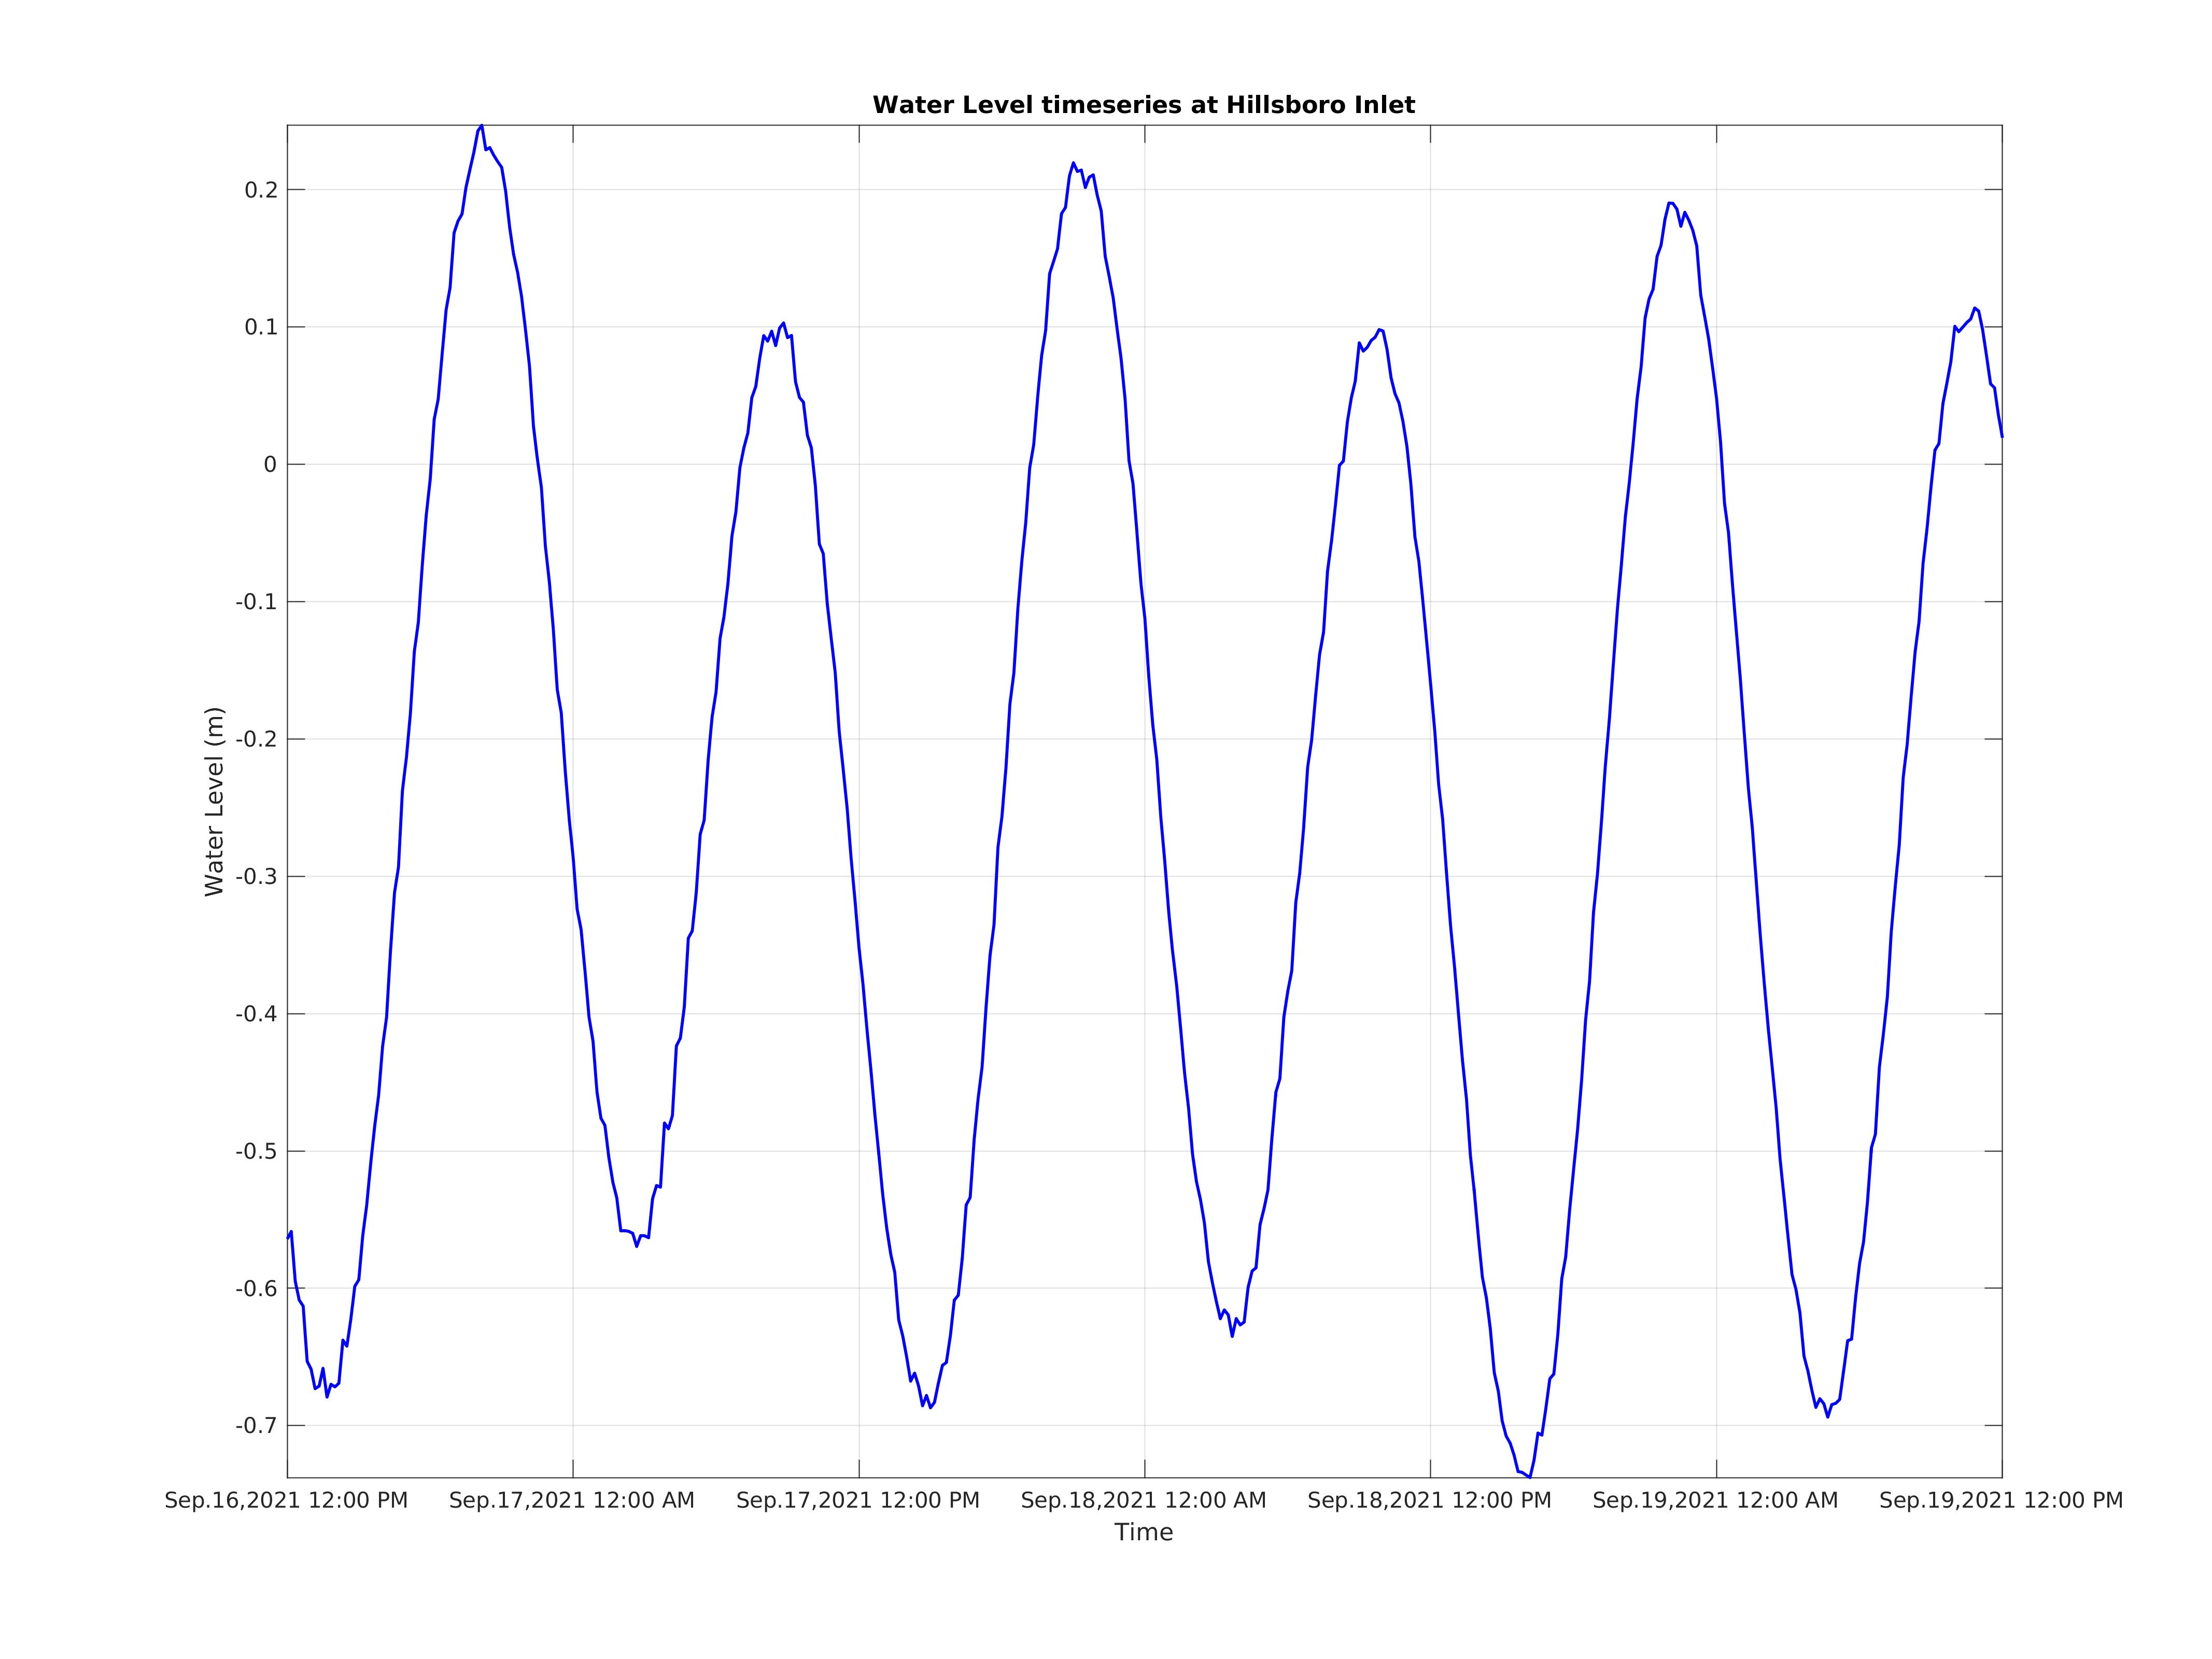 Water Level timeseries at Hillsboro Inlet
0.2
0.1
0
-0.1
-0.2
-0.3
-0.4
-0.5
-0.6
-0.7
Water Level (m)
Sep.16,2021 12:00 PM
Sep.17,2021 12:00 AM
Sep.17,2021 12:00 PM
Sep.18,2021 12:00 AM
Sep.18,2021 12:00 PM
Sep.19,2021 12:00 AM
Sep.19,2021 12:00 PM
Time